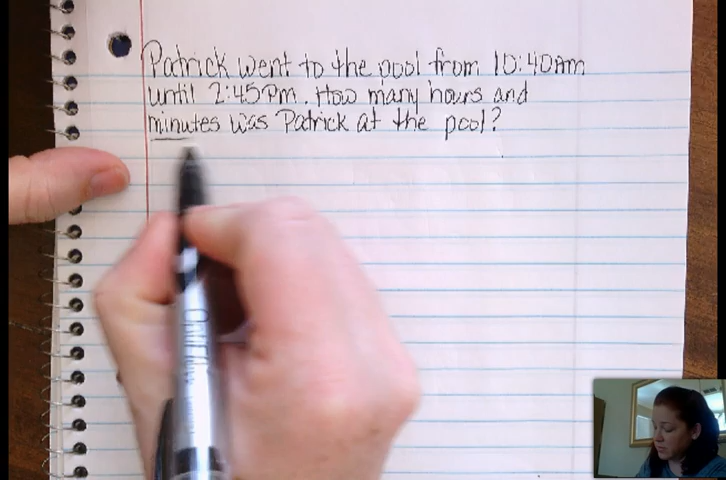 Patrick went to the pool from 10:40Am
until 2:45Pm. How many hours and
minutes was Patrick at the pool?